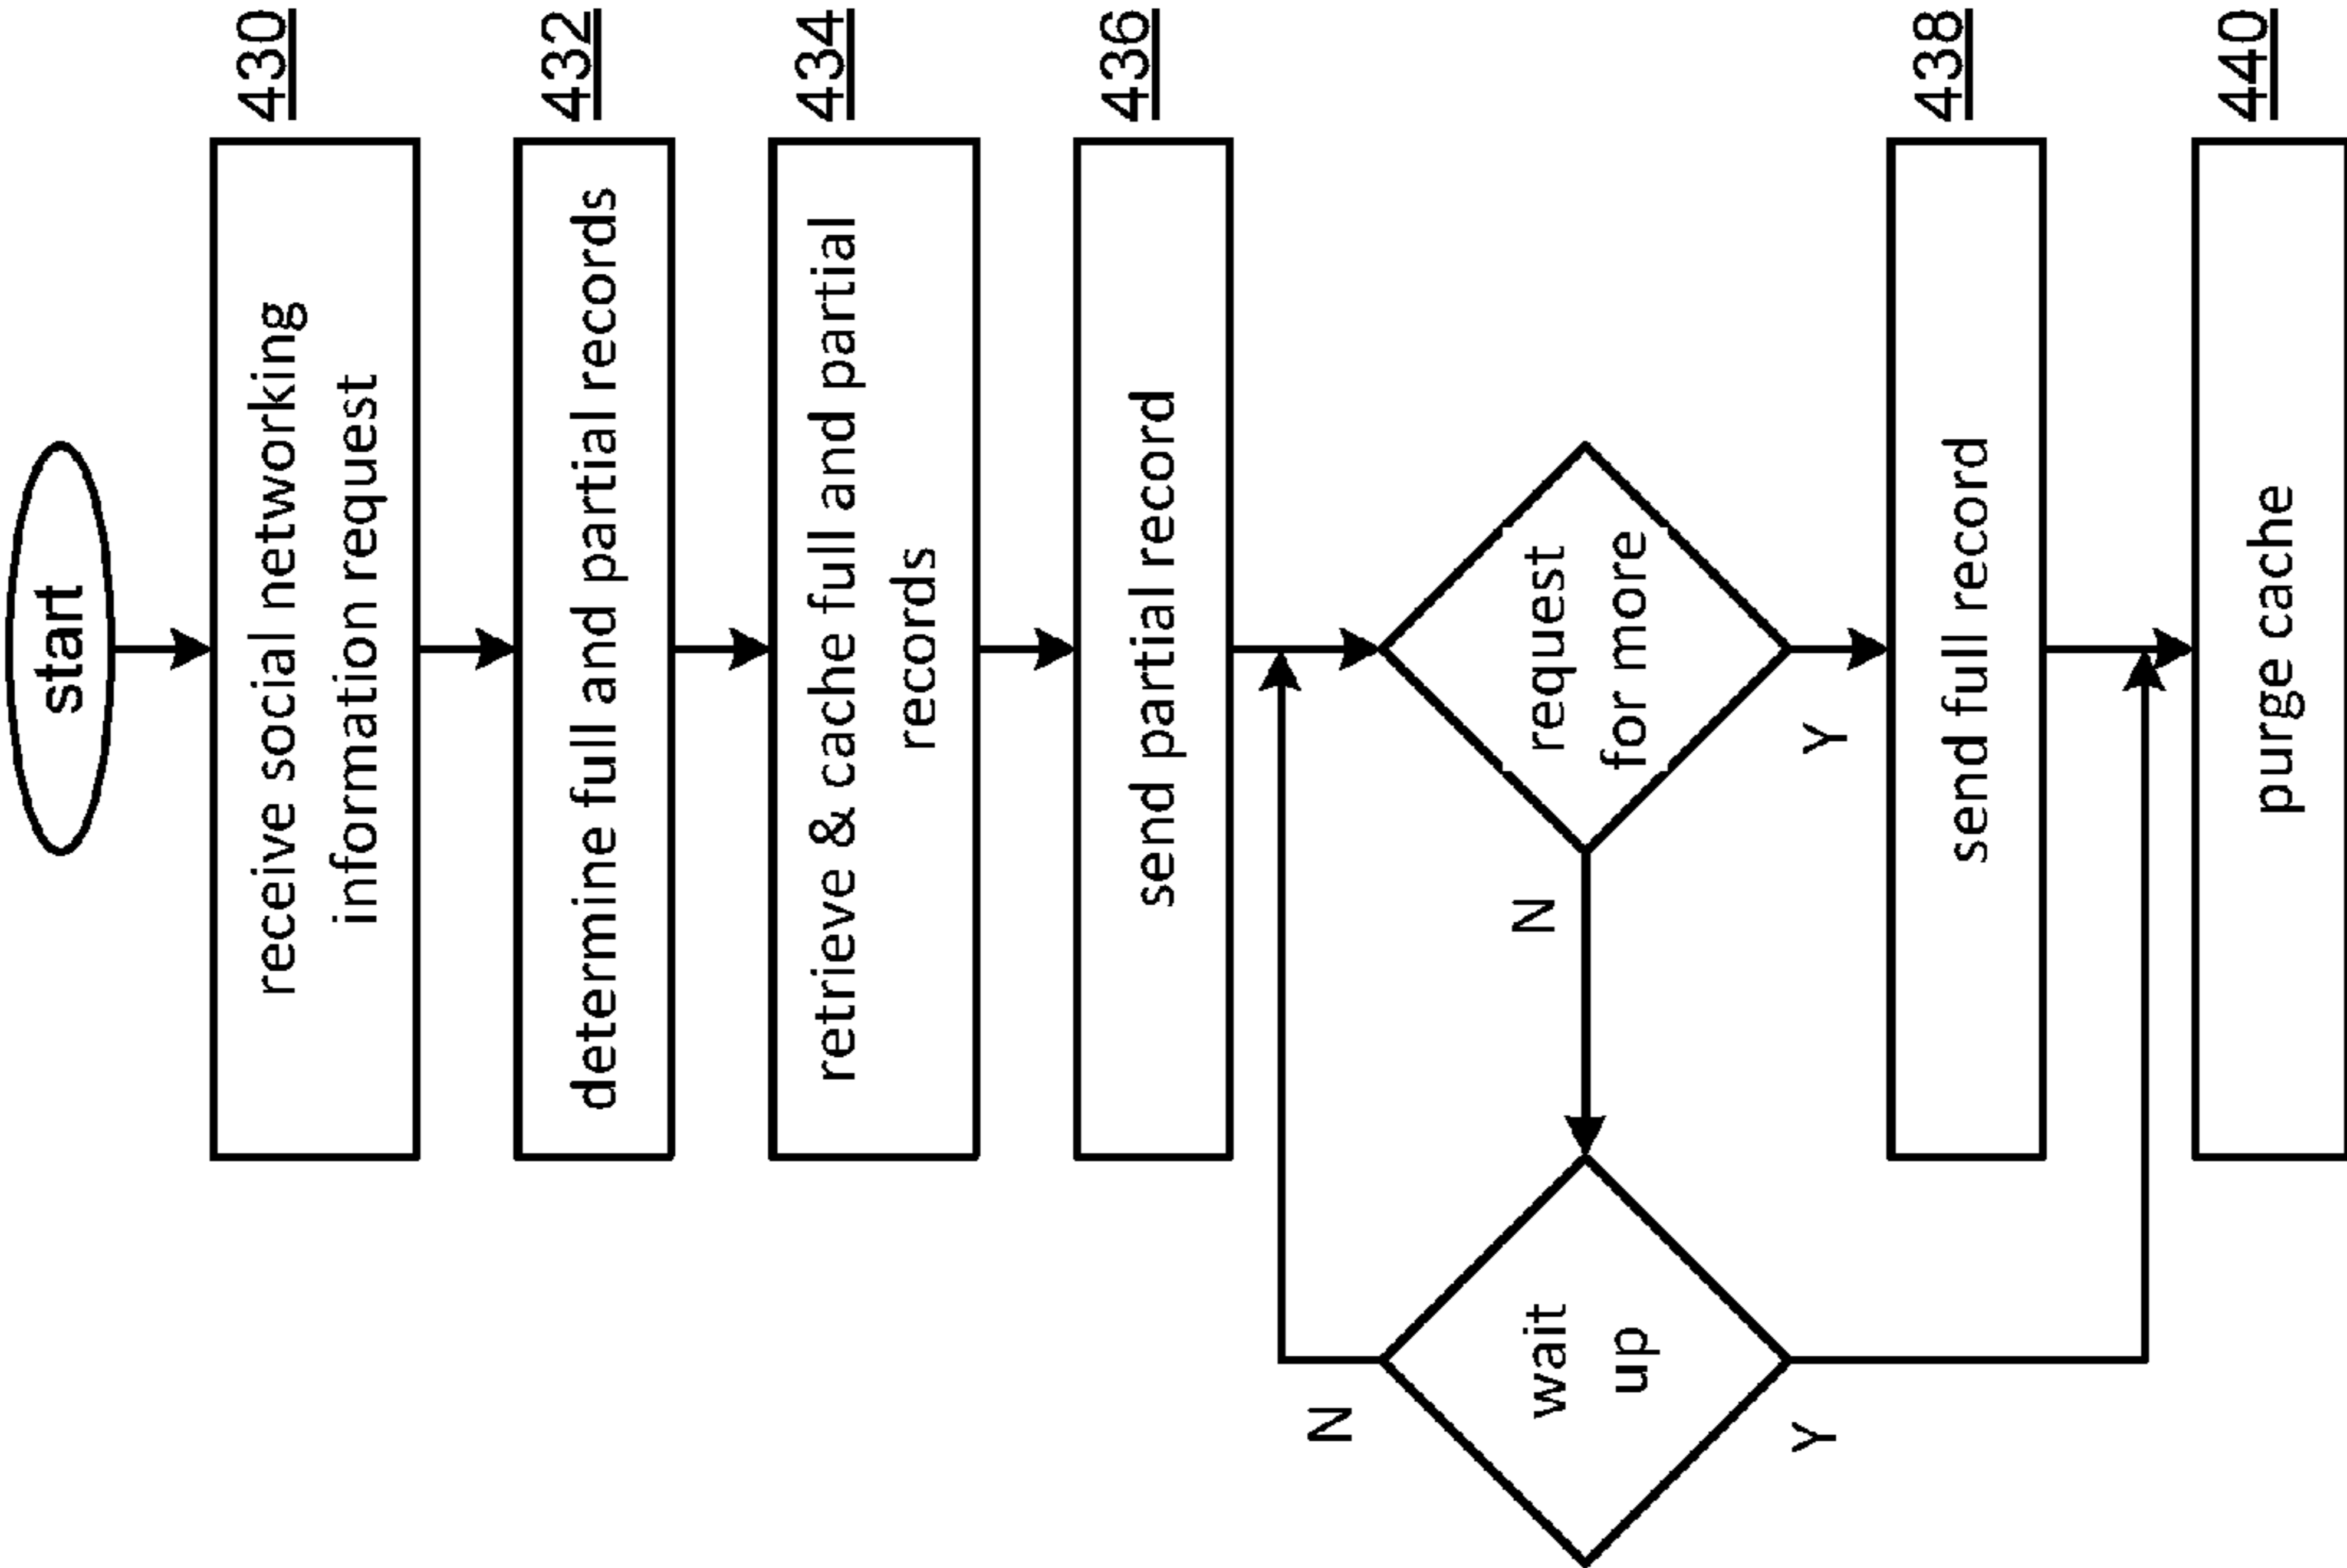 start
430
receive social networking
information request
432
determine full and partial records
434
retrieve & cache full and partial
records
436
send partial record
request
for more
N
Y
wait
up
N
Y
438
send full record
440
purge cache